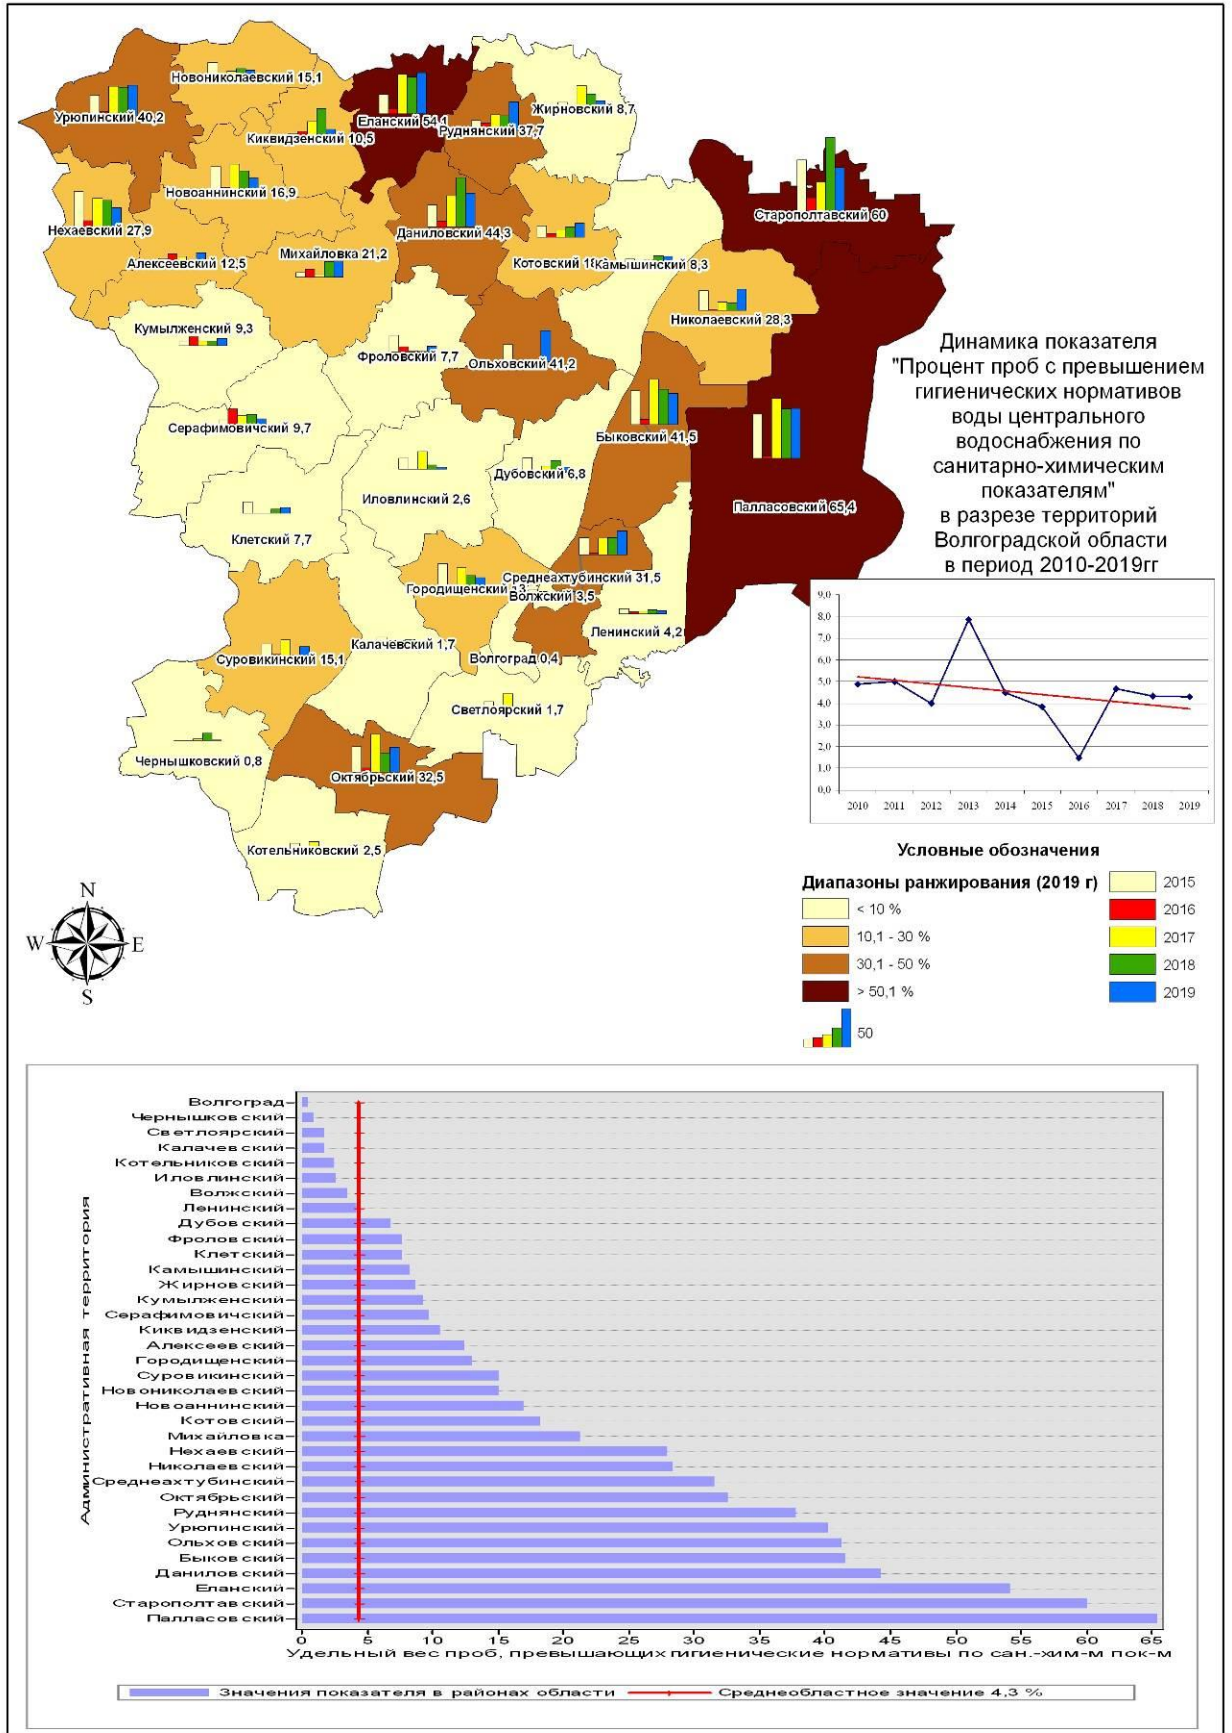 Новониколаевский 15,1
Урюпинский 40,2
Киквидзенский 10,5
Еланский 54,1
Руднянский 37,7
Жирновский 8,7
Новоаннинский 16,9
Нехаевский 27,9
Алексеевский 12,5
Михайловка 21,2
Даниловский 44,3
Котовский
Камышинский 8,3
Старополтавский 60
Николаевский 28,3
Кумылженский 9,3
Фроловский 7,7
Ольховский 41,2
Серафимовичский 9,7
Быковский 41,5
Иловлинский 2,6
Дубовский 6,8
Палласовский 65,4
Клетский 7,7
Городищенский
Среднеахтубинский 31,5
Волжский 3,5
Ленинский 4,2
Калачевский 1,7
Волгоград 0,4
Суровикинский 15,1
Светлоярский 1,7
Чернышковский 0,8
Октябрьский 32,5
Котельниковский 2,5
Динамика показателя
"Процент проб с превышением
гигиенических нормативов
воды центрального
водоснабжения по
санитарно-химическим
показателям"
в разрезе территорий
Волгоградской области
в период 2010-2019гг
9,0
8,0
7,0
6,0
5,0
4,0
3,0
2,0
1,0
0,0
2010 2011 2012 2013 2014 2015 2016 2017 2018 2019
Условные обозначения
Диапазоны ранжирования (2019 г)
< 10 %
10,1 - 30 %
30,1 - 50 %
> 50,1 %
50
2015
2016
2017
2018
2019
N
W E
S
Административная территория
Волгоград
Чернышковский
Светлоярский
Калачевский
Котельниковский
Иловлинский
Волжский
Ленинский
Дубовский
Фроловский
Клетский
Камышинский
Жирновский
Кумылженский
Серафимовичский
Киквидзенский
Алексеевский
Городищенский
Суровикинский
Новониколаевский
Новоаннинский
Котовский
Михайловка
Нехаевский
Николаевский
Среднеахтубинский
Октябрьский
Руднянский
Урюпинский
Ольховский
Быковский
Даниловский
Еланский
Старополтавский
Палласовский
0 5 10 15 20 25 30 35 40 45 50 55 60 65
Удельный вес проб, превышающих гигиенические нормативы по сан.-хим-м пок-м
Значения показателя в районах области Среднеобластное значение 4,3 %